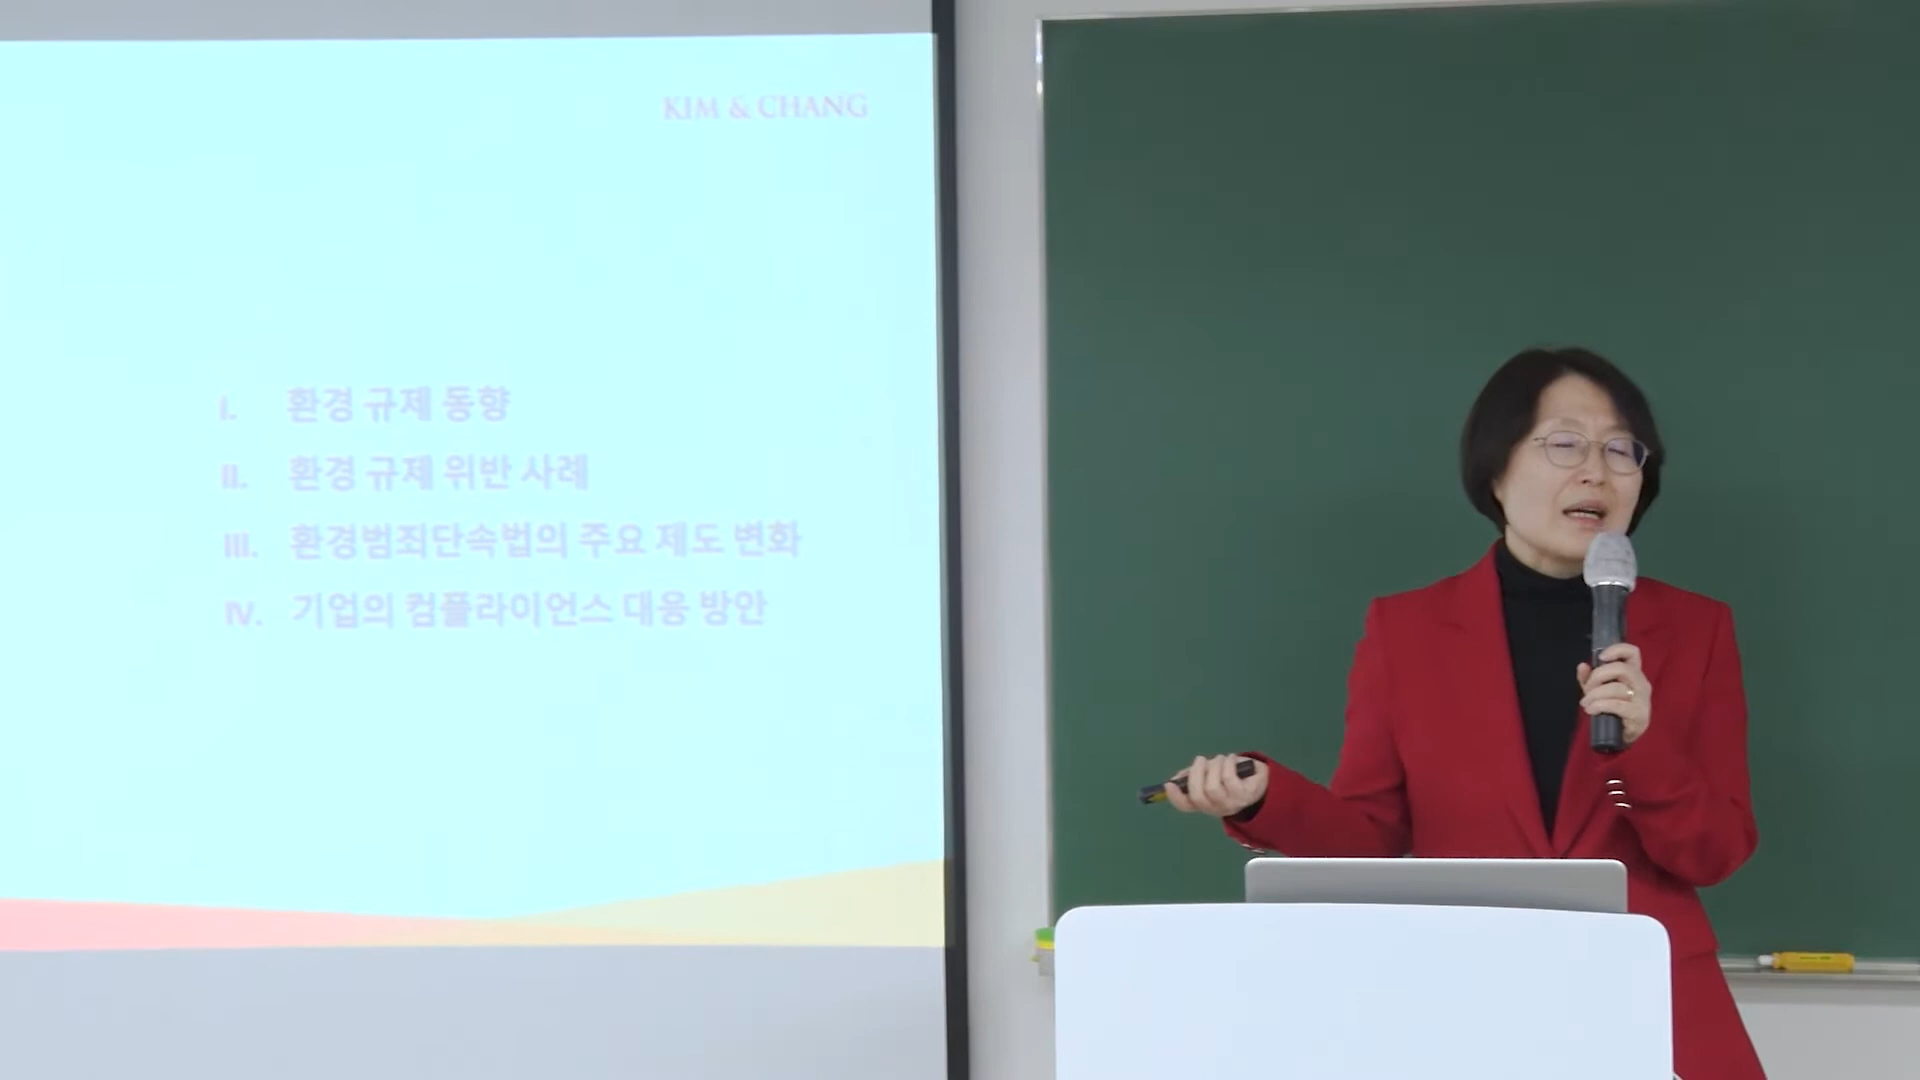 KIM & CHANG
I. 환경 규제 동향
II. 환경 규제 위반 사례
III. 환경범죄단속법의 주요 제도 변화
IV. 기업의 컴플라이언스 대응 방안